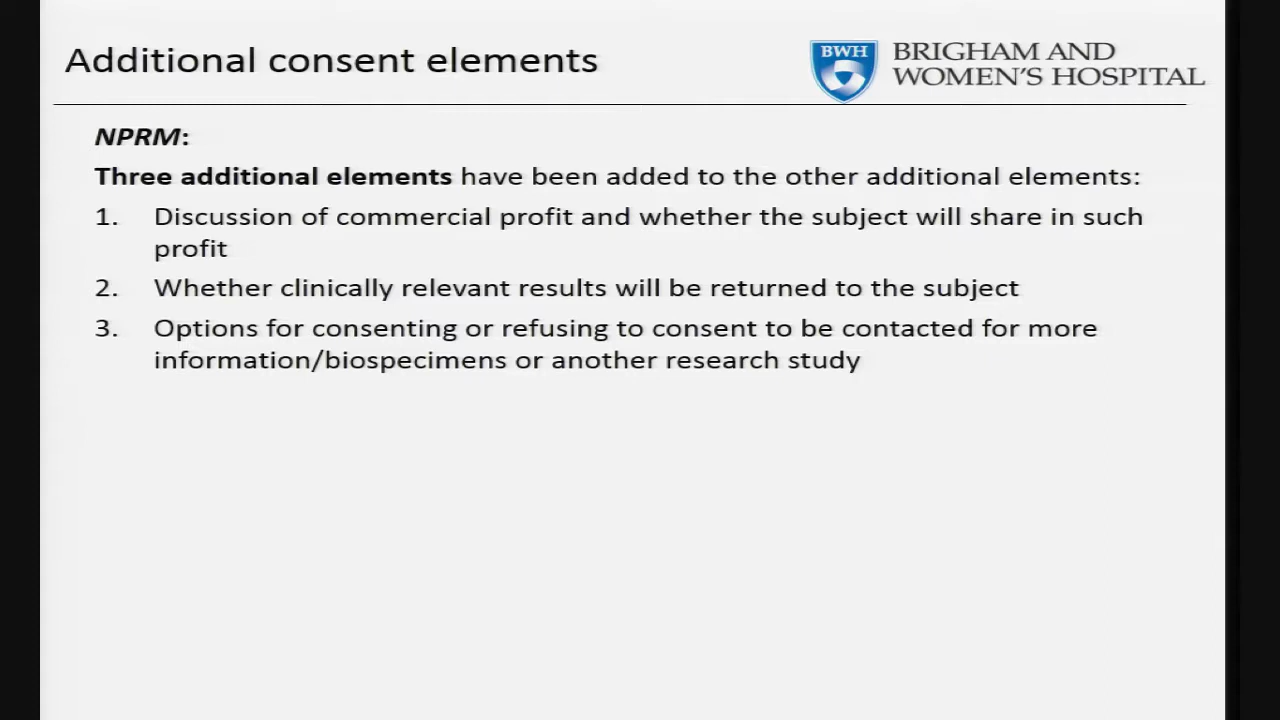 Additional consent elements
BWH
BRIGHAM AND
WOMEN'S HOSPITAL
NPRM:
Three additional elements have been added to the other additional elements:
1. Discussion of commercial profit and whether the subject will share in such
profit
2. Whether clinically relevant results will be returned to the subject
3. Options for consenting or refusing to consent to be contacted for more
information/biospecimens or another research study